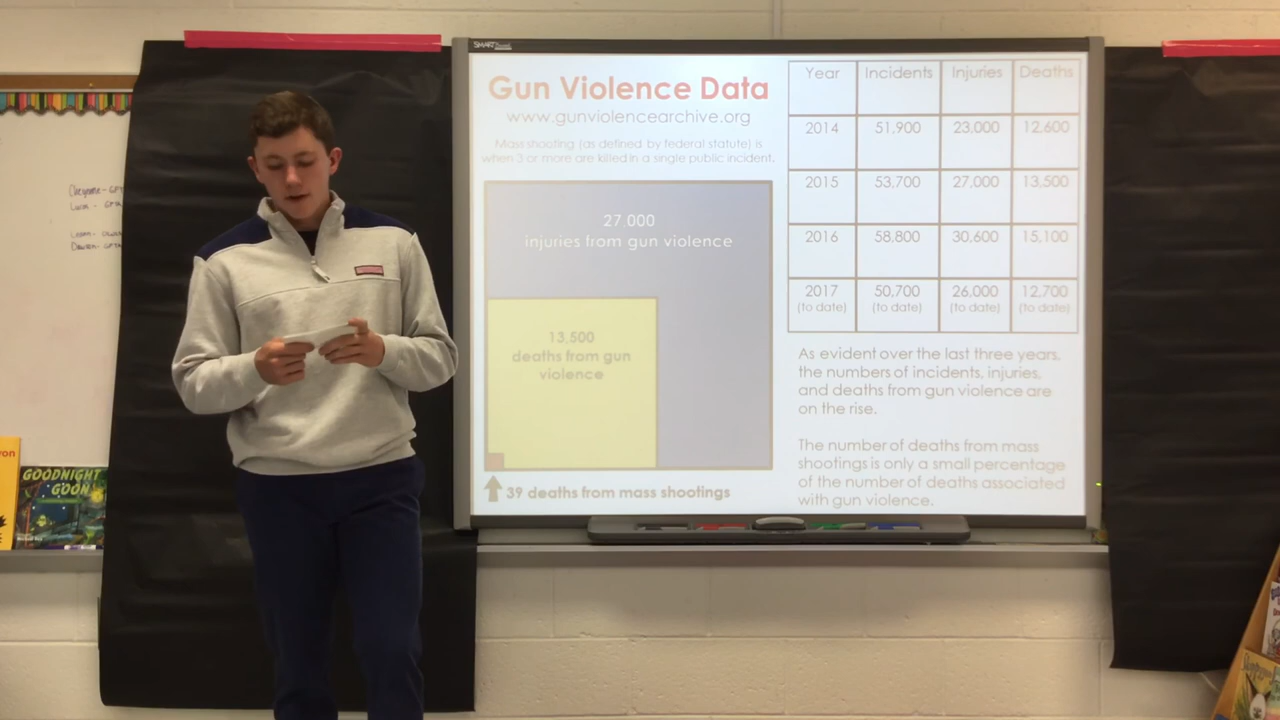 SMART Board
Gun Violence Data
www.gunviolencearchive.org
Mass shooting (as defined by federal statute) is
when 3 or more are killed in a single public incident.
27,000
injuries from gun violence
13,500
deaths from gun
violence
39 deaths from mass shootings
Year Incidents Injuries Deaths
2014 51,900 23,000 12,600
2015 53,700 27,000 13,500
2016 58,800 30,600 15,100
2017 50,700 26,000 12,700
(to date) (to date) (to date) (to date)
As evident over the last three years,
the numbers of incidents, injuries,
and deaths from gun violence are
on the rise.
The number of deaths from mass
shootings is only a small percentage
of the number of deaths associated
with gun violence.
GOODNIGHT
GOON